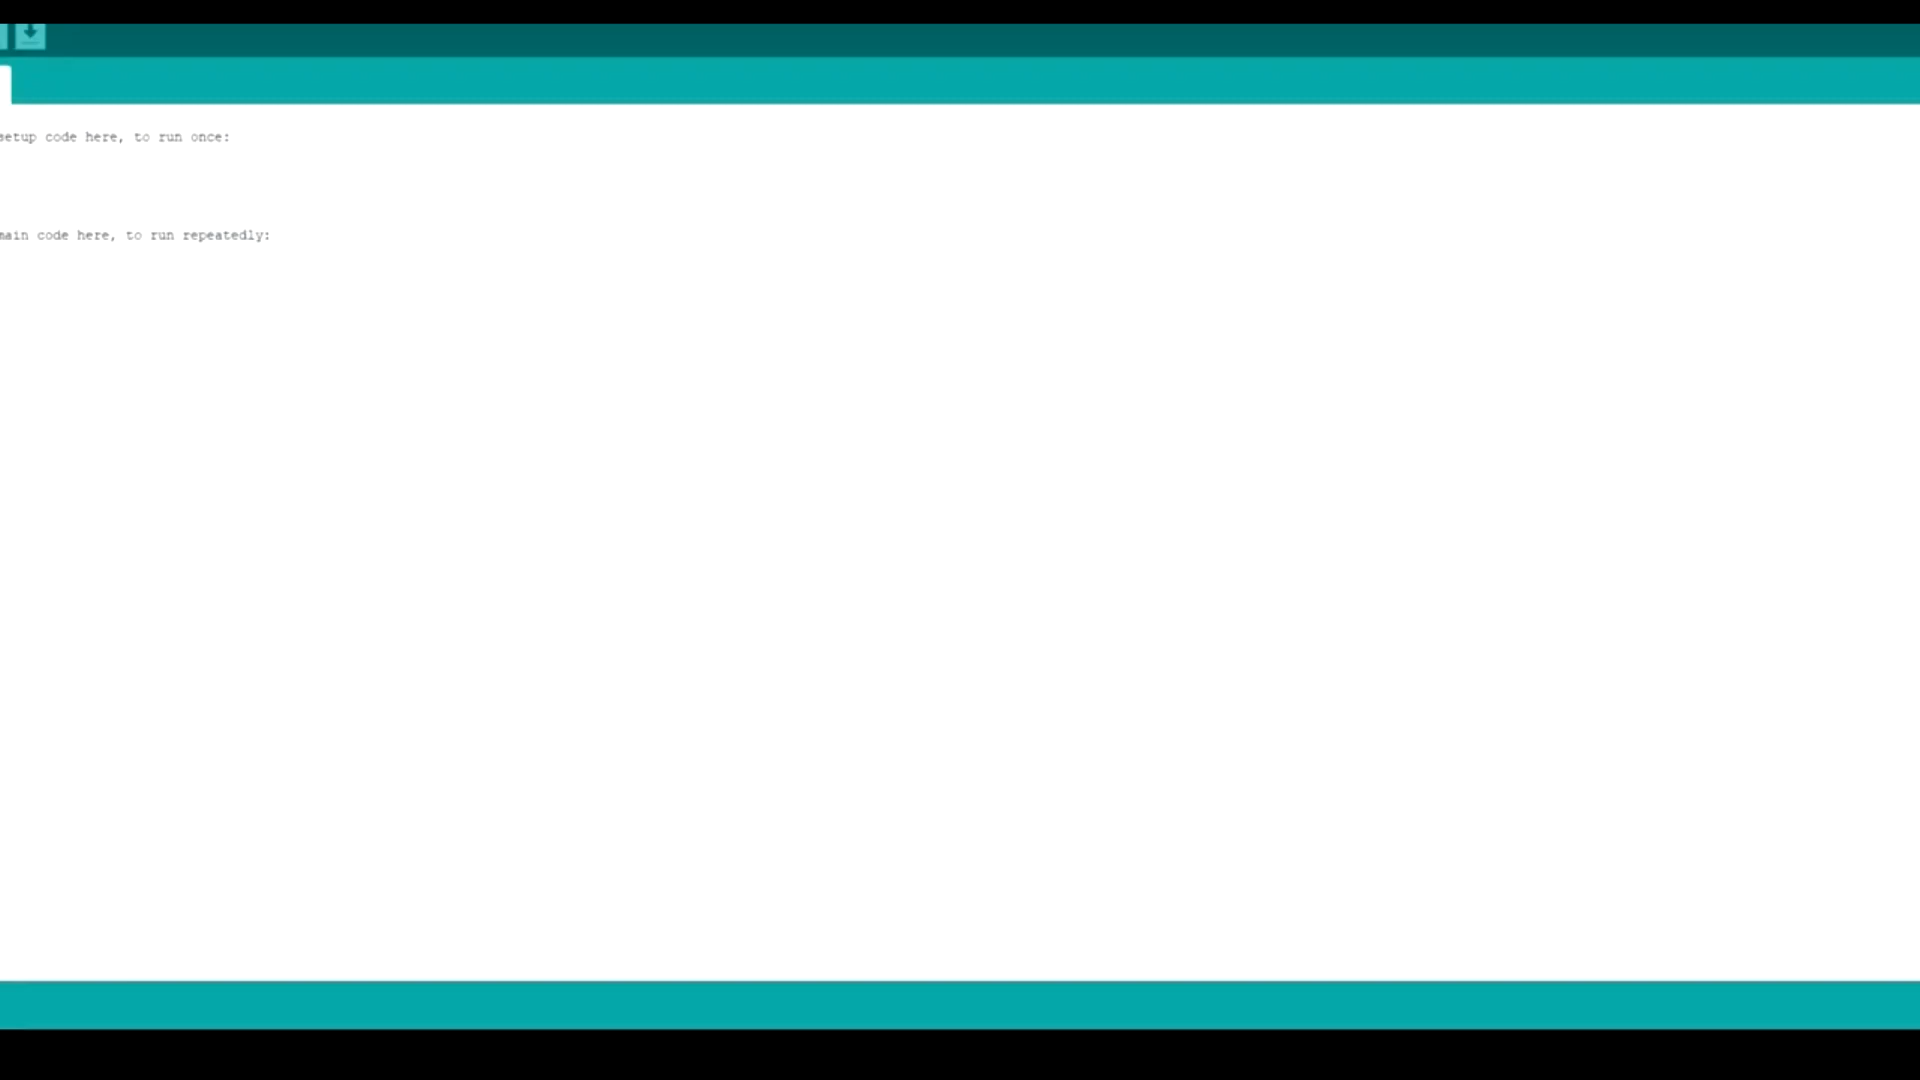 setup code here, to run once:
main code here, to run repeatedly: